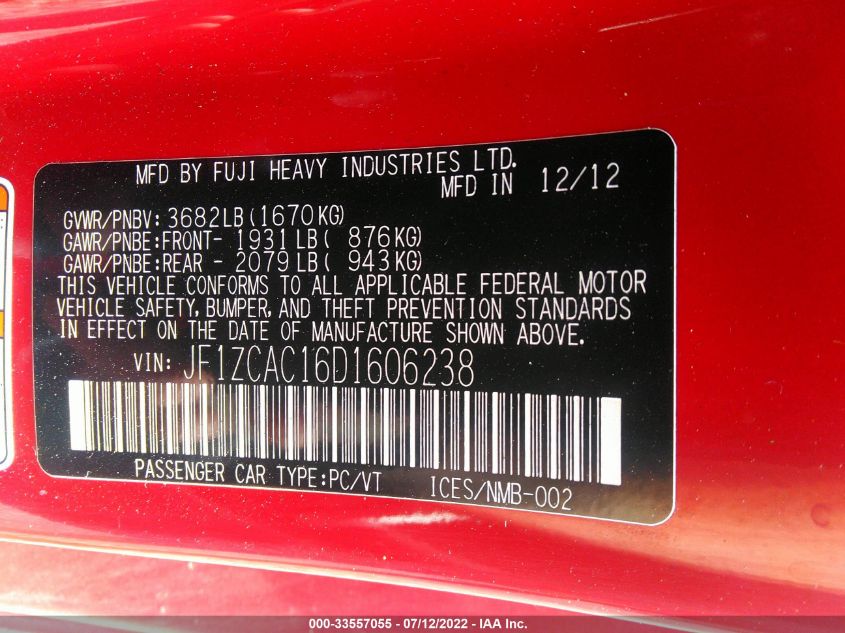 MFD BY FUJI HEAVY INDUSTRIES LTD.
MFD IN 12/12
GVWR/PNBV: 3682LB(1670KG)
GAWR/PNBE:FRONT- 1931LB( 876KG)
GAWR/PNBE:REAR - 2079LB( 943KG)
THIS VEHICLE CONFORMS TO ALL APPLICABLE FEDERAL MOTOR
VEHICLE SAFETY, BUMPER, AND THEFT PREVENTION STANDARDS
IN EFFECT ON THE DATE OF MANUFACTURE SHOWN ABOVE.
VIN: JF1ZCAC16D1606238
PASSENGER CAR TYPE:PC/VT ICES/NMB-002
000-33557055 - 07/12/2022 - IAA Inc.